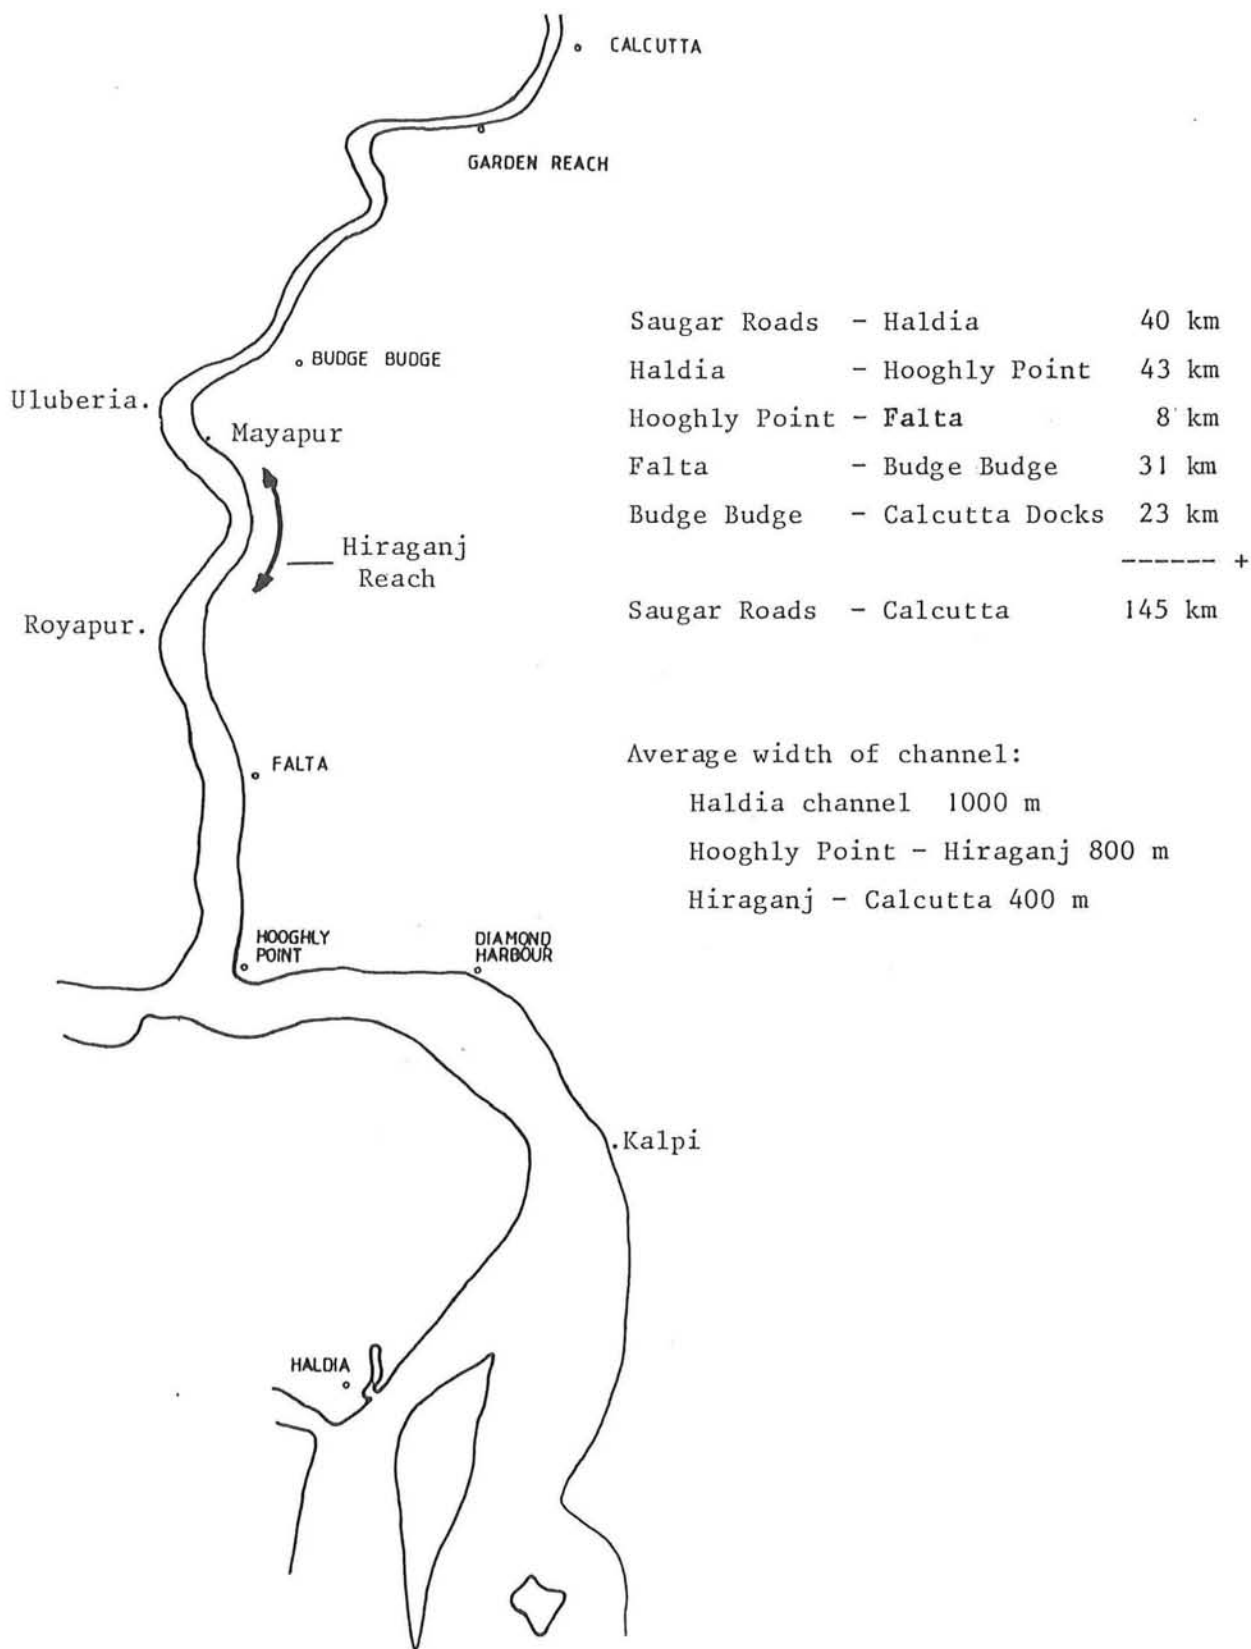 CALCUTTA
GARDEN REACH
BUDGE BUDGE
Uluberia.
Mayapur
Hiraganj
Reach
Royapur.
FALTA
HOOGHLY
POINT
DIAMOND
HARBOUR
.Kalpi
HALDIA
Saugar Roads - Haldia 40 km
Haldia - Hooghly Point 43 km
Hooghly Point - Falta 8 km
Falta - Budge Budge 31 km
Budge Budge - Calcutta Docks 23 km
------ +
Saugar Roads - Calcutta 145 km
Average width of channel:
Haldia channel 1000 m
Hooghly Point - Hiraganj 800 m
Hiraganj - Calcutta 400 m